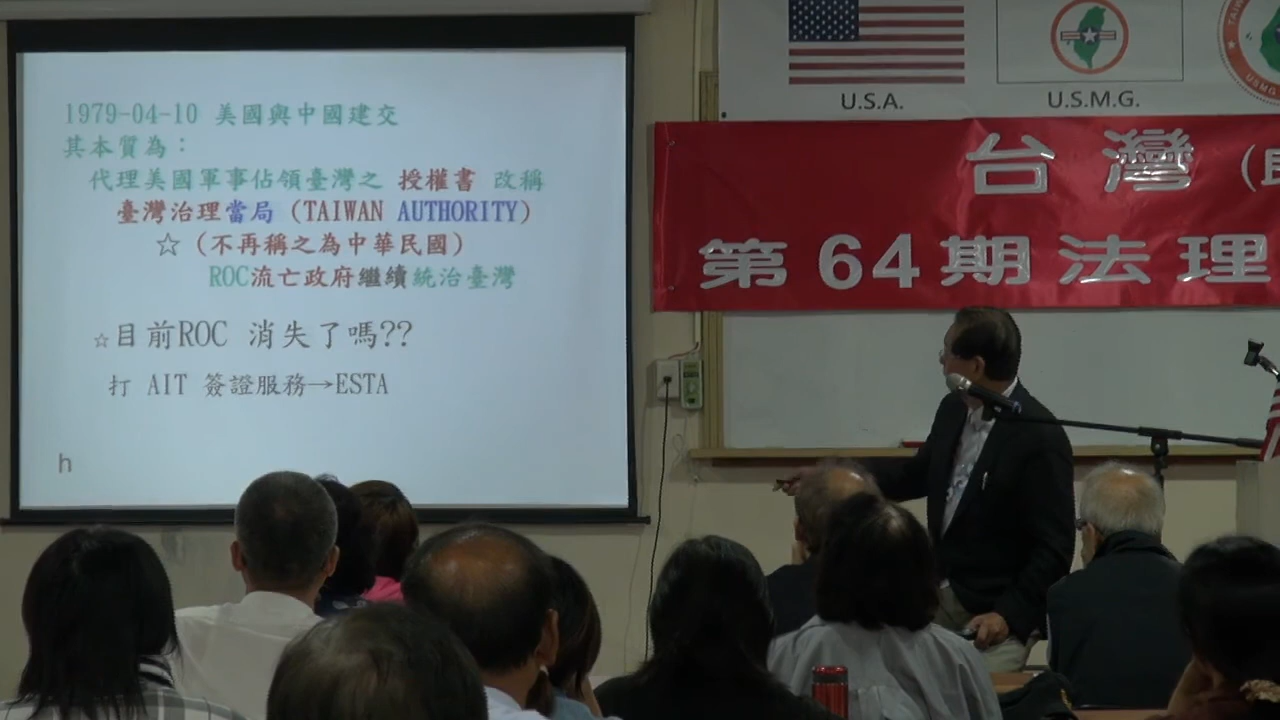 1979-04-10 美國與中國建交
其本質為：
代理美國軍事佔領臺灣之 授權書 改稱
臺灣治理當局 (TAIWAN AUTHORITY)
☆ (不再稱之為中華民國)
ROC流亡政府繼續統治臺灣
☆目前ROC 消失了嗎??
打 AIT 簽證服務→ESTA
h
U.S.A.
U.S.M.G.
台灣
第64期法理